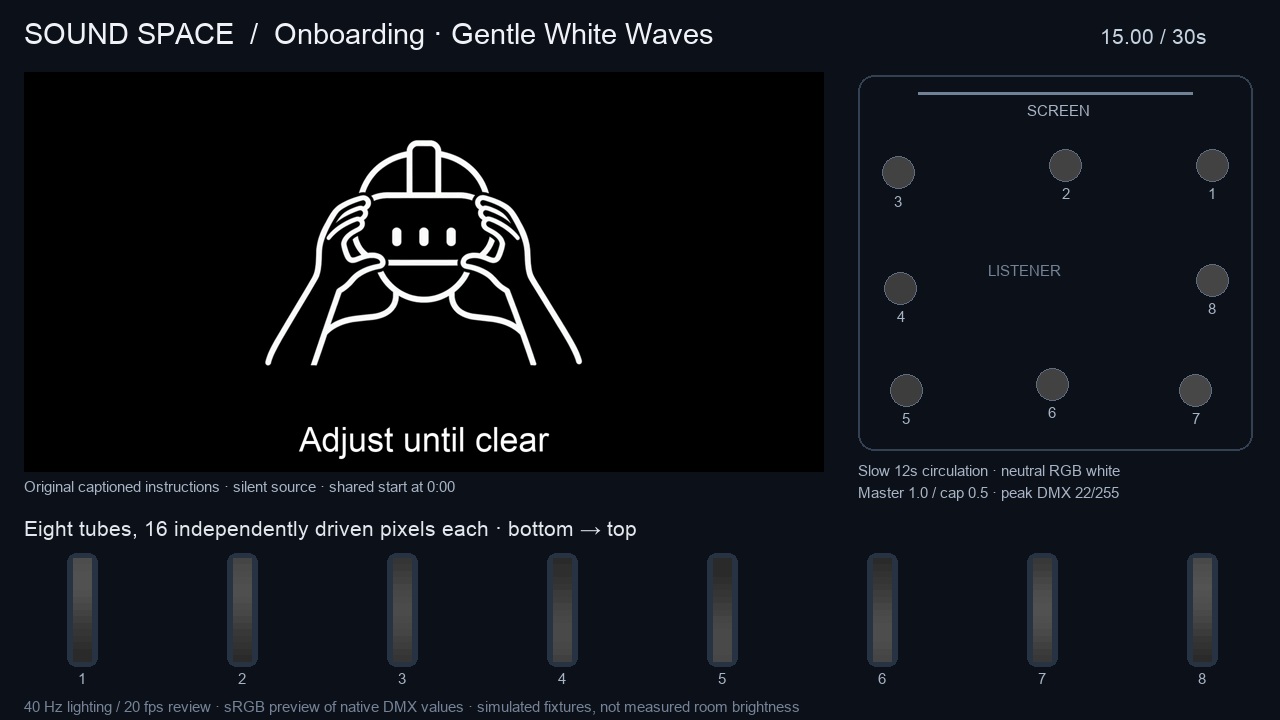 SOUND SPACE / Onboarding · Gentle White Waves
15.00 / 30s
Adjust until clear
Original captioned instructions · silent source · shared start at 0:00
SCREEN
3
2
1
LISTENER
4
8
5
6
7
Slow 12s circulation · neutral RGB white
Master 1.0 / cap 0.5 · peak DMX 22/255
Eight tubes, 16 independently driven pixels each · bottom → top
1 2 3 4 5 6 7 8
40 Hz lighting / 20 fps review · sRGB preview of native DMX values · simulated fixtures, not measured room brightness